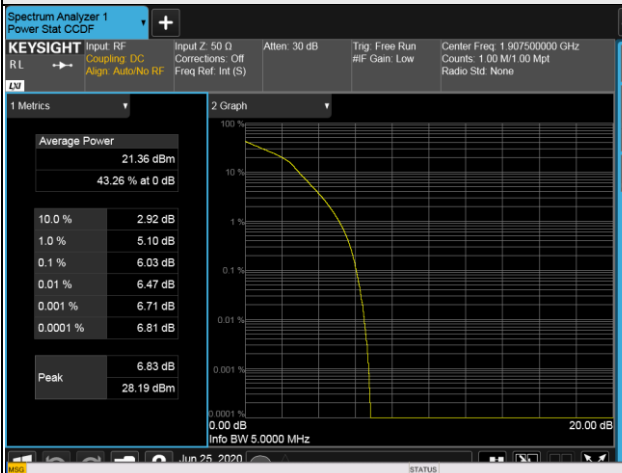 Spectrum Analyzer 1
Power Stat CCDF
KEYSIGHT
RL
LXI
Input: RF
Coupling: DC
Align: Auto/No RF
Input Z: 50 Ω
Corrections: Off
Freq Ref: Int (S)
Atten: 30 dB
Trig: Free Run
#IF Gain: Low
Center Freq: 1.907500000 GHz
Counts: 1.00 M/1.00 Mpt
Radio Std: None
1 Metrics
Average Power
21.36 dBm
43.26 % at 0 dB
10.0 % 2.92 dB
1.0 % 5.10 dB
0.1 % 6.03 dB
0.01 % 6.47 dB
0.001 % 6.71 dB
0.0001 % 6.81 dB
Peak
6.83 dB
28.19 dBm
2 Graph
100 %
10 %
1 %
0.1 %
0.01 %
0.001 %
0.0001 %
0.00 dB 20.00 dB
Info BW 5.0000 MHz
Jun 25, 2020
MSG STATUS